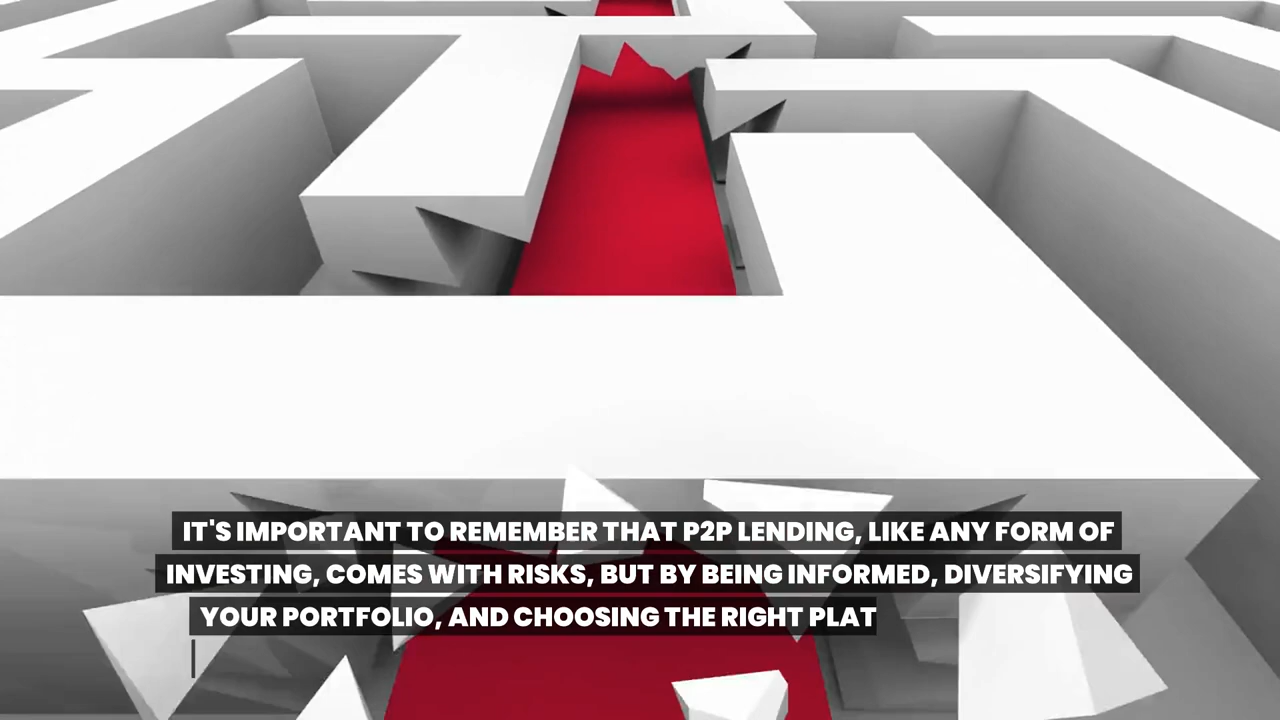 IT'S IMPORTANT TO REMEMBER THAT P2P LENDING, LIKE ANY FORM OF
INVESTING, COMES WITH RISKS, BUT BY BEING INFORMED, DIVERSIFYING
YOUR PORTFOLIO, AND CHOOSING THE RIGHT PLAT